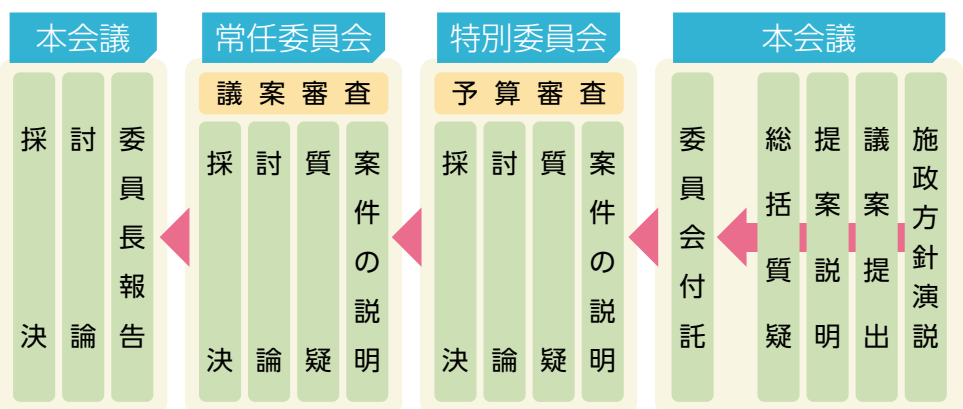 本会議
施政方針演説
議案提出
提案説明
総括質疑
委員会付託
特別委員会
予算審査
案件の説明
質疑
討論
採決
常任委員会
議案審査
案件の説明
質疑
討論
採決
本会議
委員長報告
討論
採決